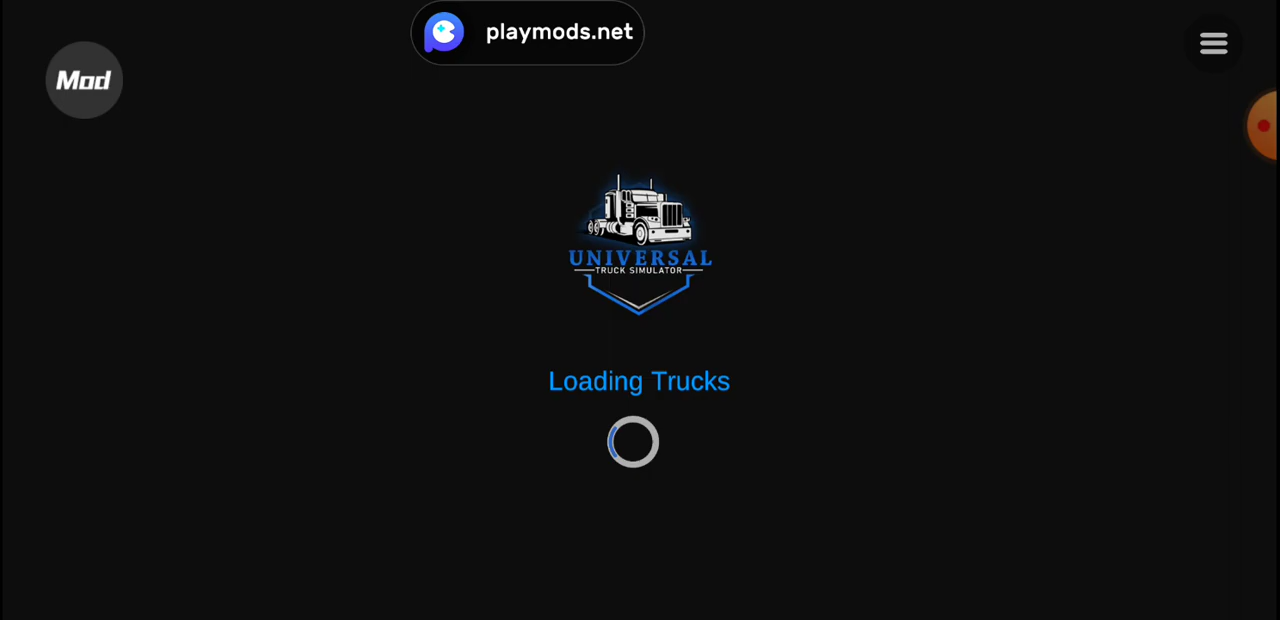 playmods.net
Mod
UNIVERSAL
TRUCK SIMULATOR
Loading Trucks